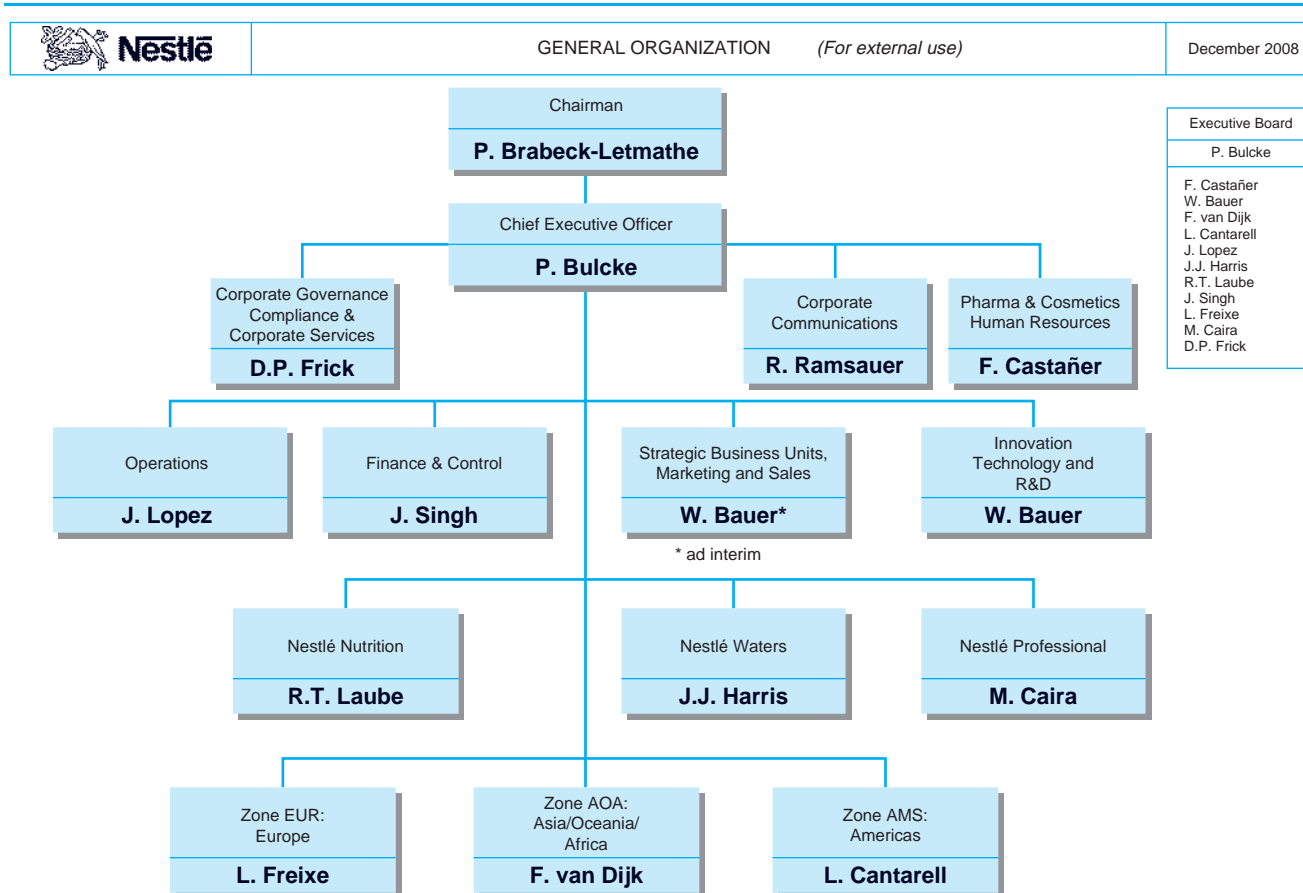 Nestlé
GENERAL ORGANIZATION (For external use)
December 2008
Chairman
P. Brabeck-Letmathe
Executive Board
P. Bulcke
F. Castañer
W. Bauer
F. van Dijk
L. Cantarell
J. Lopez
J.J. Harris
R.T. Laube
J. Singh
L. Freixe
M. Caira
D.P. Frick
Chief Executive Officer
P. Bulcke
Corporate Governance
Compliance &
Corporate Services
D.P. Frick
Corporate
Communications
R. Ramsauer
Pharma & Cosmetics
Human Resources
F. Castañer
Operations
J. Lopez
Finance & Control
J. Singh
Strategic Business Units,
Marketing and Sales
W. Bauer*
* ad interim
Innovation
Technology and
R&D
W. Bauer
Nestlé Nutrition
R.T. Laube
Nestlé Waters
J.J. Harris
Nestlé Professional
M. Caira
Zone EUR:
Europe
L. Freixe
Zone AOA:
Asia/Oceania/
Africa
F. van Dijk
Zone AMS:
Americas
L. Cantarell